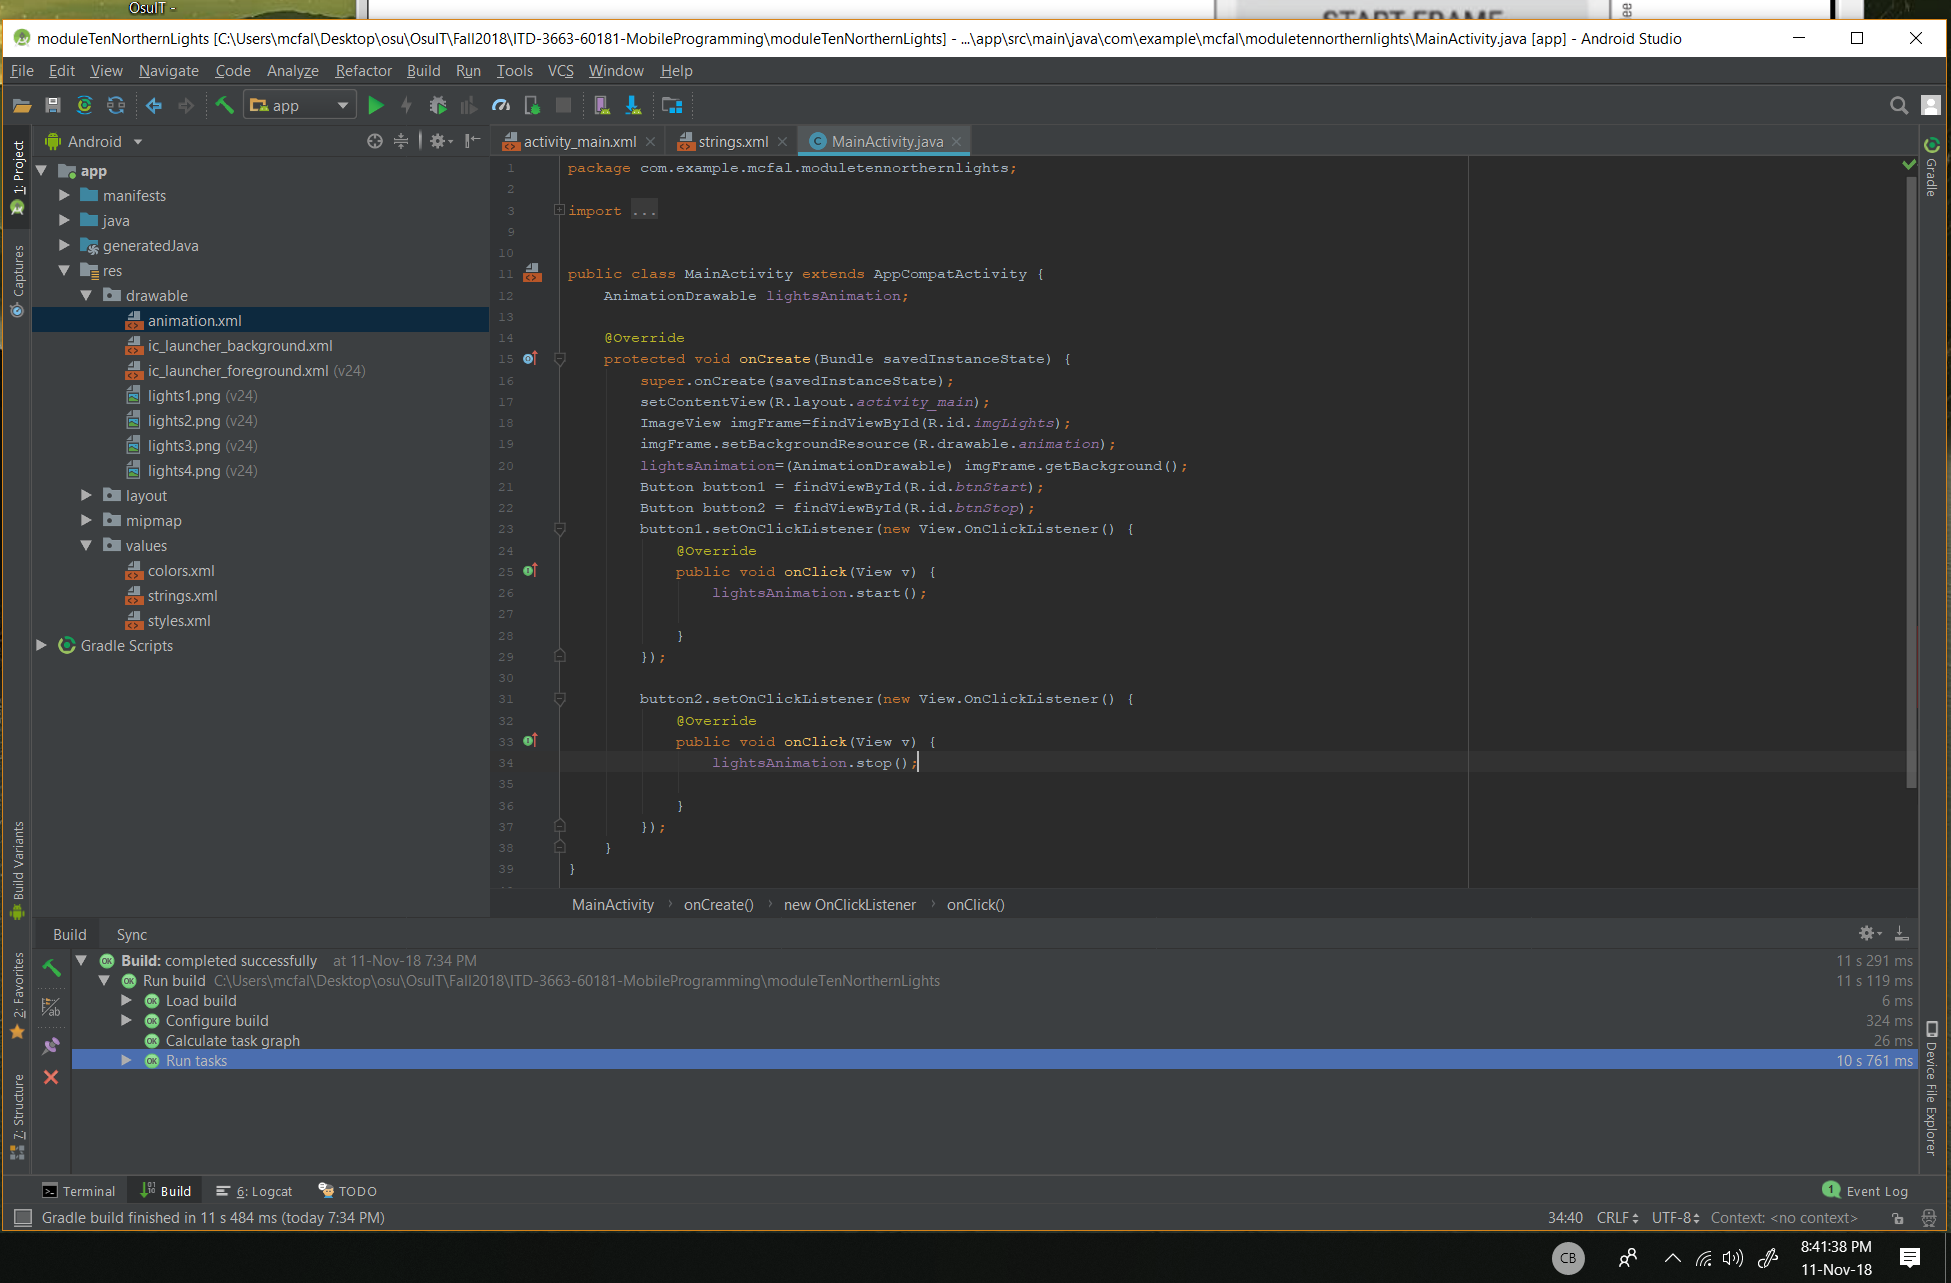 OsuIT -
START FRAME
ee
moduleTenNorthernLights [C:\Users\mcfal\Desktop\osu\OsuIT\Fall2018\ITD-3663-60181-MobileProgramming\moduleTenNorthernLights] - ...\app\src\main\java\com\example\mcfal\moduletennorthernlights\MainActivity.java [app] - Android Studio
File Edit View Navigate Code Analyze Refactor Build Run Tools VCS Window Help
app
Android
activity_main.xml strings.xml MainActivity.java
1: Project
Captures
Build Variants
2: Favorites
7: Structure
app
manifests
java
generatedJava
res
drawable
animation.xml
ic_launcher_background.xml
ic_launcher_foreground.xml (v24)
lights1.png (v24)
lights2.png (v24)
lights3.png (v24)
lights4.png (v24)
layout
mipmap
values
colors.xml
strings.xml
styles.xml
Gradle Scripts
1 package com.example.mcfal.moduletennorthernlights;
2
3 import ...
9
10
11 public class MainActivity extends AppCompatActivity {
12 AnimationDrawable lightsAnimation;
13
14 @Override
15 protected void onCreate(Bundle savedInstanceState) {
16 super.onCreate(savedInstanceState);
17 setContentView(R.layout.activity_main);
18 ImageView imgFrame=findViewById(R.id.imgLights);
19 imgFrame.setBackgroundResource(R.drawable.animation);
20 lightsAnimation=(AnimationDrawable) imgFrame.getBackground();
21 Button button1 = findViewById(R.id.btnStart);
22 Button button2 = findViewById(R.id.btnStop);
23 button1.setOnClickListener(new View.OnClickListener() {
24 @Override
25 public void onClick(View v) {
26 lightsAnimation.start();
27
28 }
29 });
30
31 button2.setOnClickListener(new View.OnClickListener() {
32 @Override
33 public void onClick(View v) {
34 lightsAnimation.stop();
35
36 }
37 });
38 }
39 }
MainActivity › onCreate() › new OnClickListener › onClick()
Gradle
Device File Explorer
Build Sync
Build: completed successfully at 11-Nov-18 7:34 PM 11 s 291 ms
Run build C:\Users\mcfal\Desktop\osu\OsuIT\Fall2018\ITD-3663-60181-MobileProgramming\moduleTenNorthernLights 11 s 119 ms
Load build 6 ms
Configure build 324 ms
Calculate task graph 26 ms
Run tasks 10 s 761 ms
Terminal Build 6: Logcat TODO 1 Event Log
Gradle build finished in 11 s 484 ms (today 7:34 PM) 34:40 CRLF UTF-8 Context: <no context>
CB 8:41:38 PM
11-Nov-18